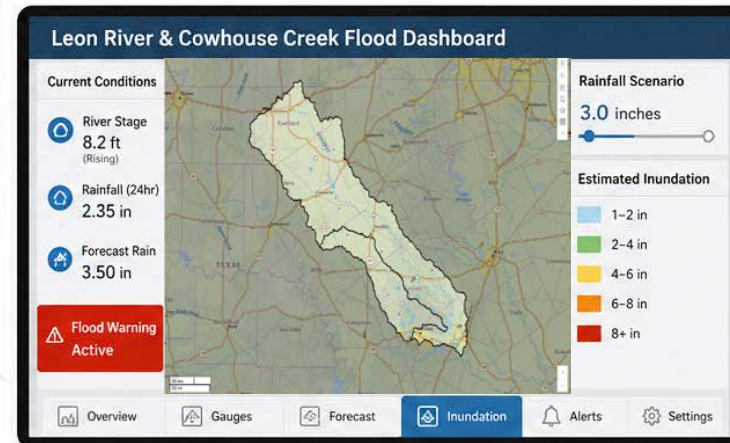 Leon River & Cowhouse Creek Flood Dashboard
Current Conditions
River Stage
8.2 ft
(Rising)
Rainfall (24hr)
2.35 in
Forecast Rain
3.50 in
Flood Warning
Active
TEXAS
Rainfall Scenario
3.0 inches
Estimated Inundation
1–2 in
2–4 in
4–6 in
6–8 in
8+ in
Overview
Gauges
Forecast
Inundation
Alerts
Settings